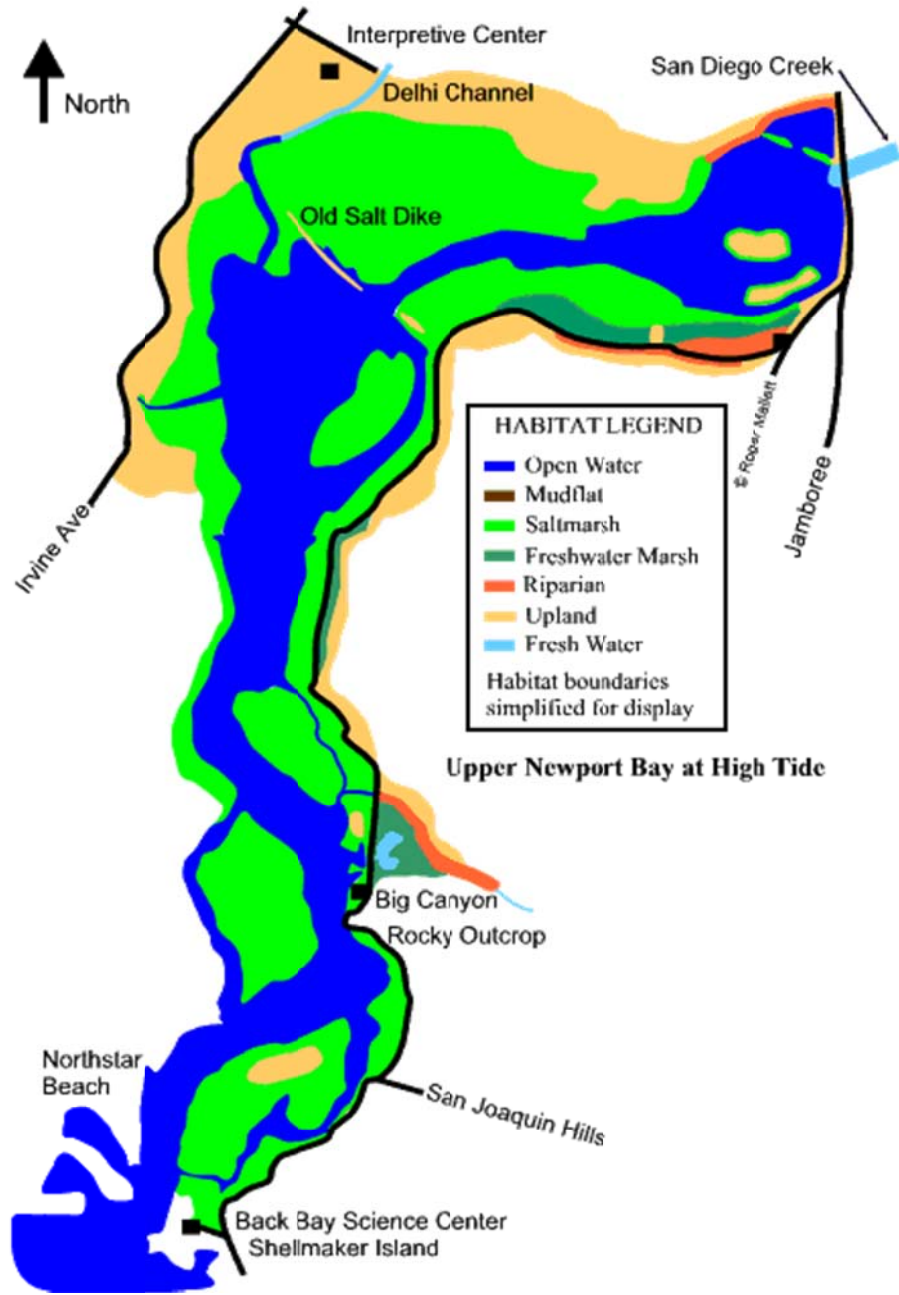 Interpretive Center
North
Delhi Channel
San Diego Creek
Old Salt Dike
Irvine Ave
© Roger Mallett
Jamboree
HABITAT LEGEND
Open Water
Mudflat
Saltmarsh
Freshwater Marsh
Riparian
Upland
Fresh Water
Habitat boundaries
simplified for display
Upper Newport Bay at High Tide
Big Canyon
Rocky Outcrop
Northstar
Beach
San Joaquin Hills
Back Bay Science Center
Shellmaker Island